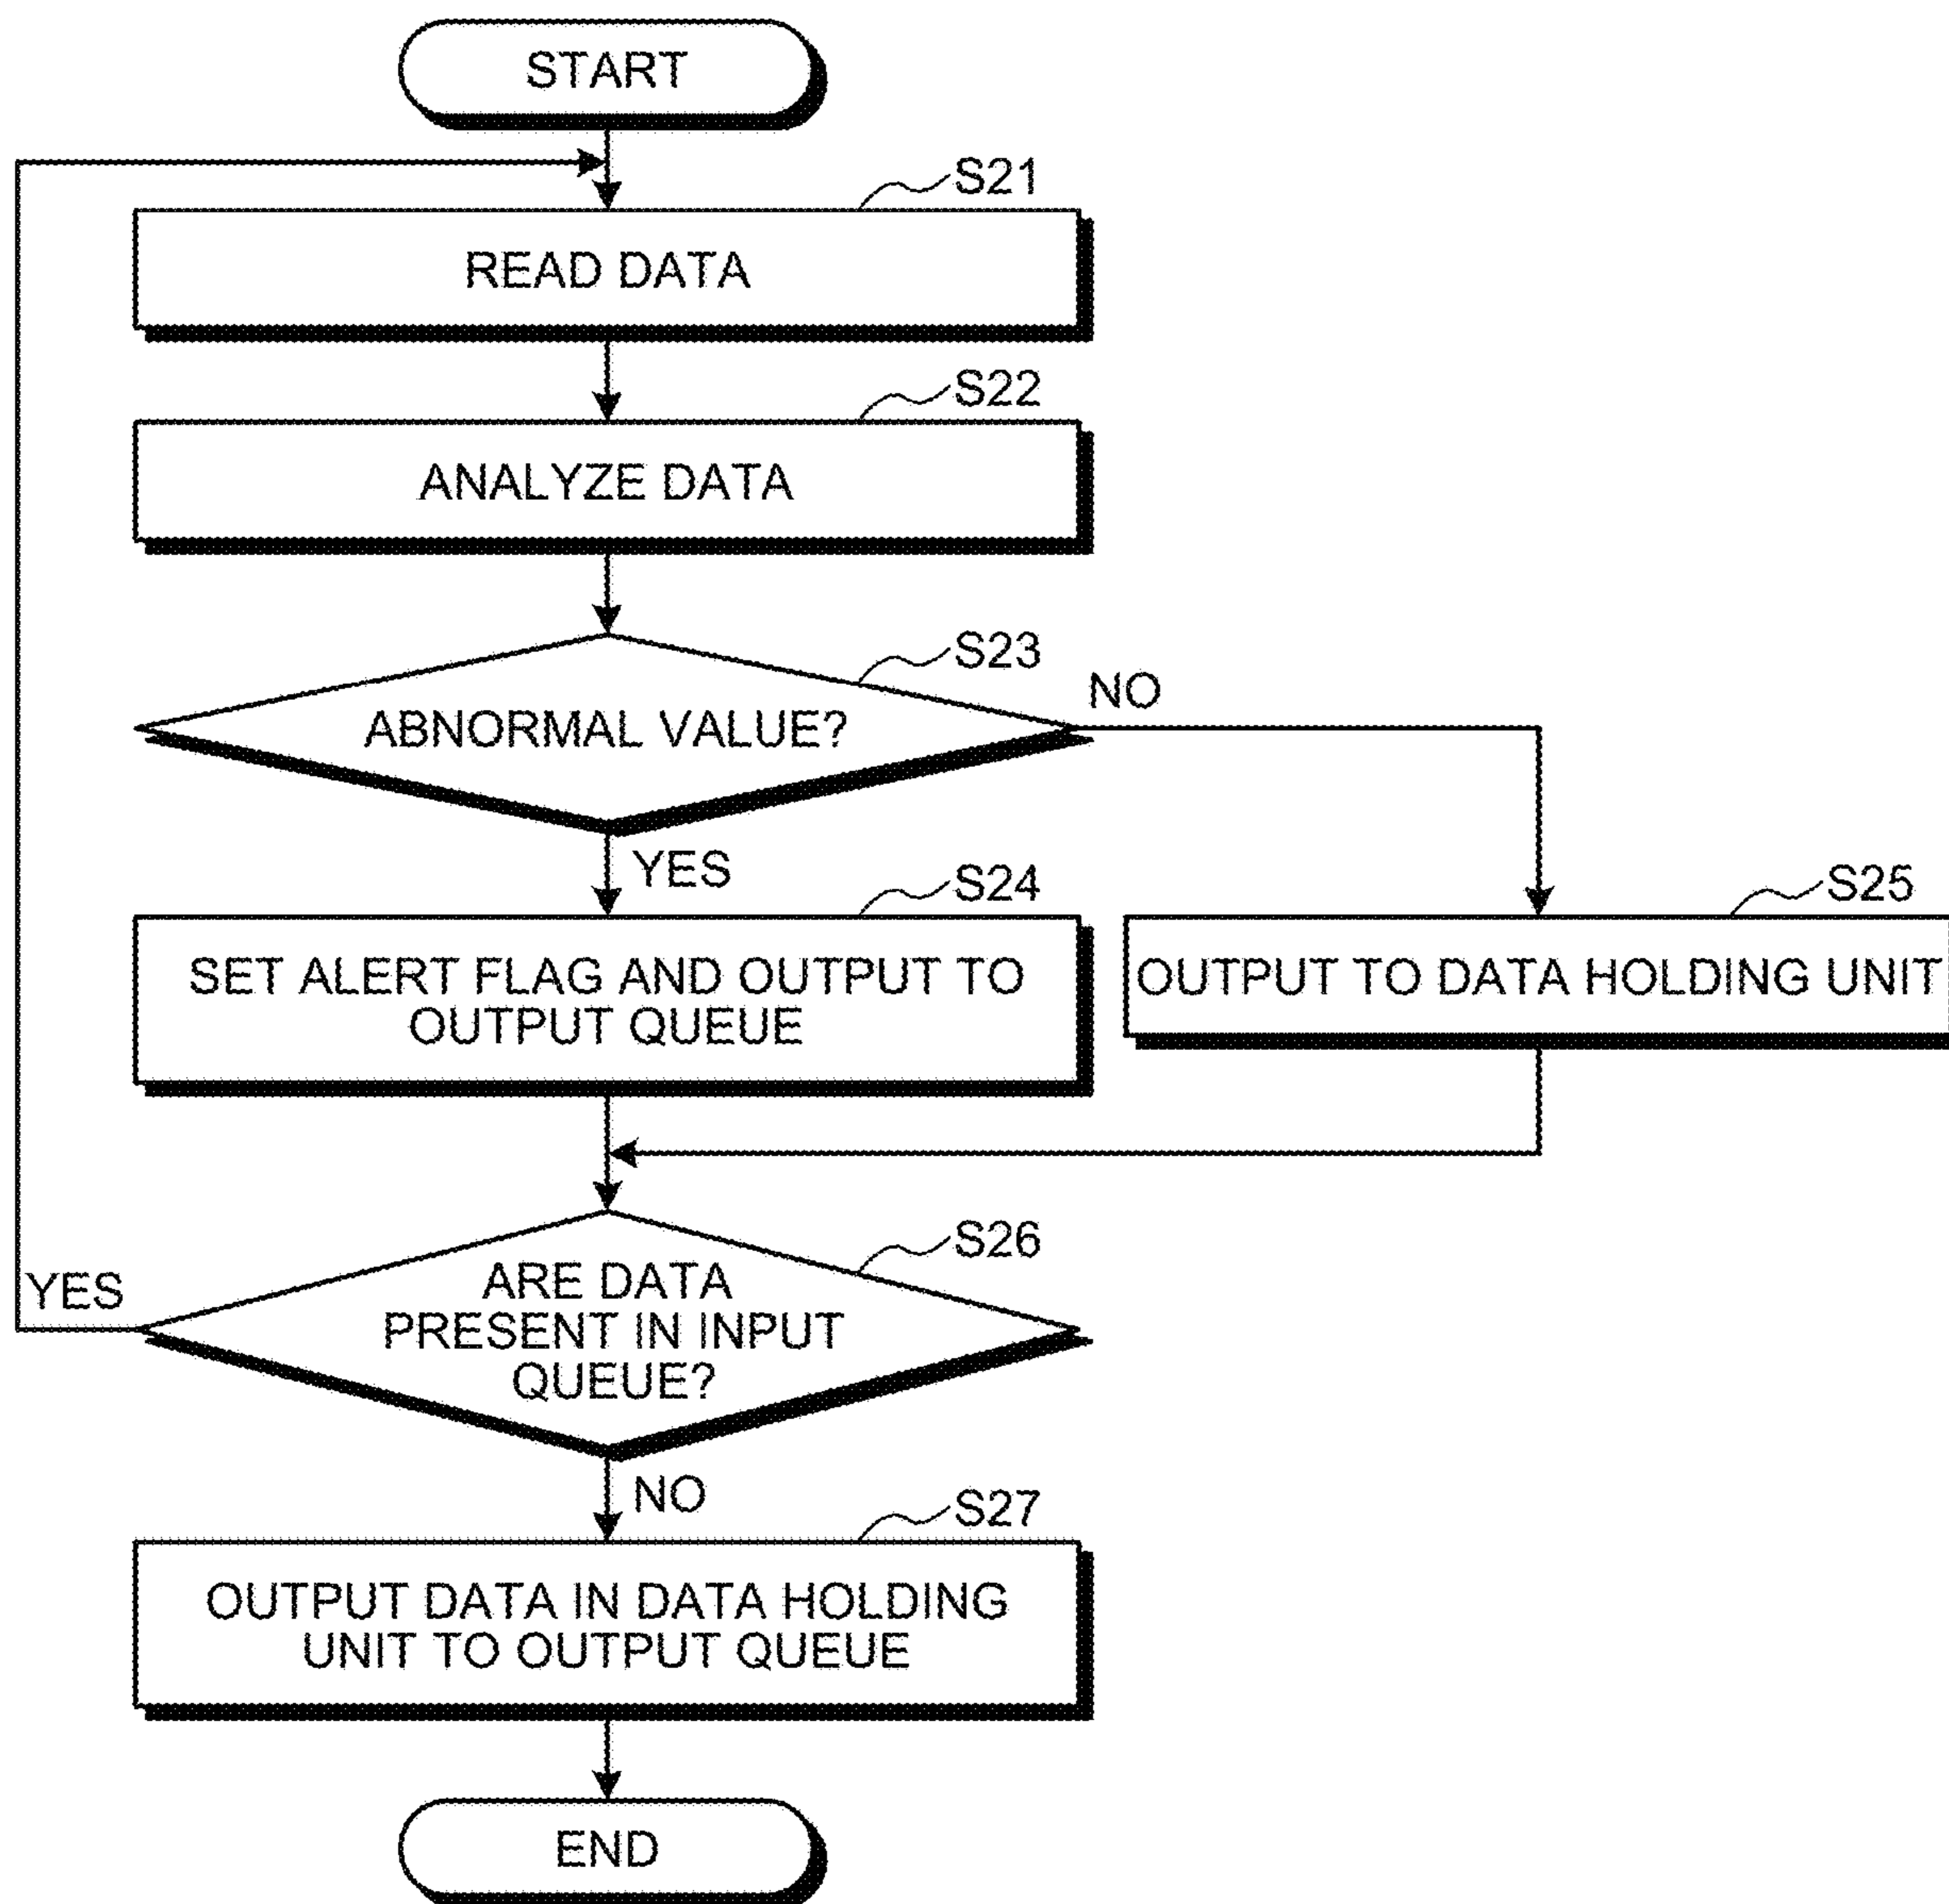 START
S21
READ DATA
S22
ANALYZE DATA
S23
NO
ABNORMAL VALUE?
YES
S24
S25
SET ALERT FLAG AND OUTPUT TO
OUTPUT QUEUE
OUTPUT TO DATA HOLDING UNIT
S26
YES
ARE DATA
PRESENT IN INPUT
QUEUE?
NO
S27
OUTPUT DATA IN DATA HOLDING
UNIT TO OUTPUT QUEUE
END